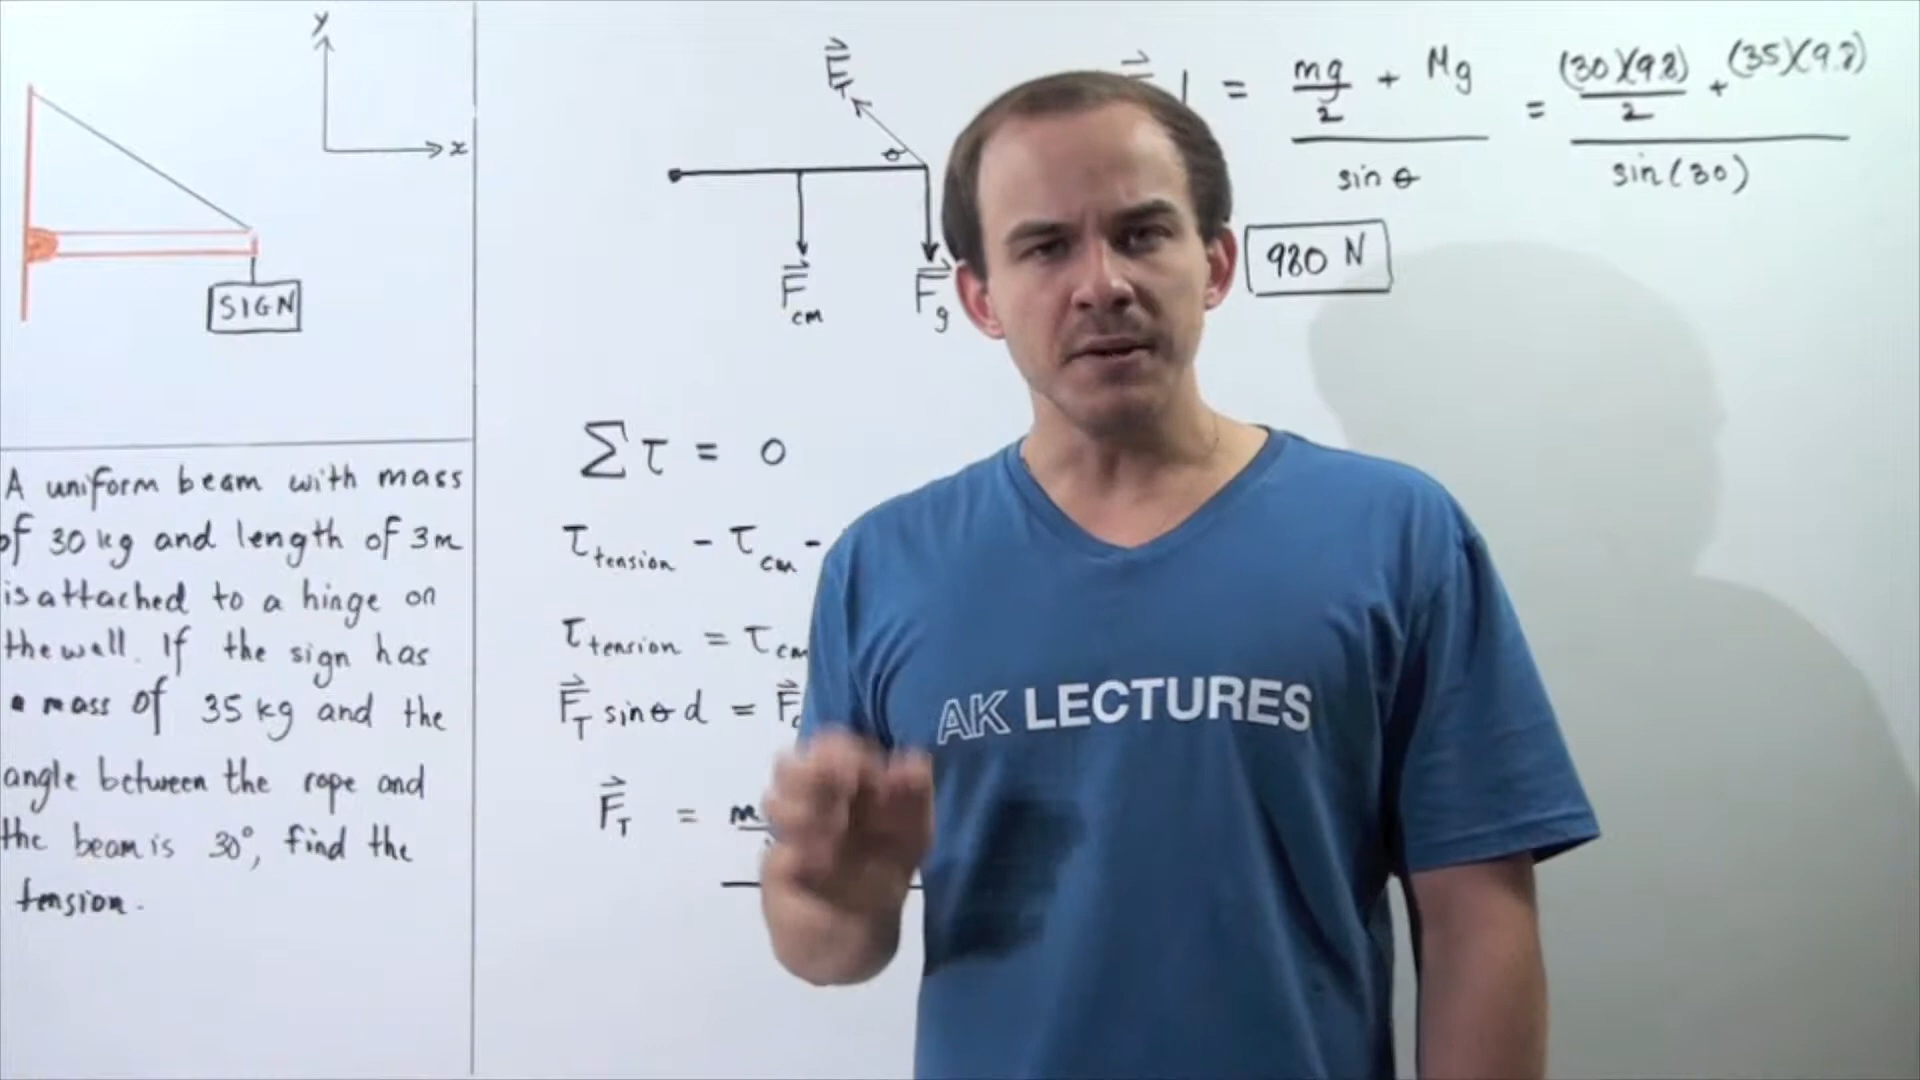 y
x
SIGN
A uniform beam with mass
of 30 kg and length of 3m
is attached to a hinge on
the wall. If the sign has
a mass of 35 kg and the
angle between the rope and
the beam is 30°, find the
tension.
F⃗T
θ
F⃗cm
F⃗g
= mg/2 + Mg = (30)(9.8)/2 + (35)(9.8)
sin θ sin(30)
980 N
Στ = 0
τtension - τcm -
τtension = τcm
F⃗T sinθ d = F⃗
F⃗T = m
AK LECTURES